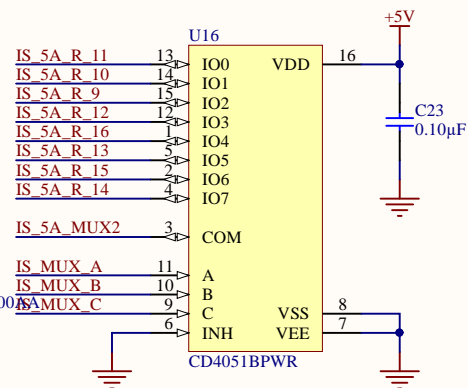 U16
+5V
IS_5A_R_11 13 IO0 VDD 16
IS_5A_R_10 14 IO1
IS_5A_R_9 15 IO2
IS_5A_R_12 12 IO3
IS_5A_R_16 1 IO4
IS_5A_R_13 5 IO5
IS_5A_R_15 2 IO6
IS_5A_R_14 4 IO7
C23
0.10µF
IS_5A_MUX2 3 COM
IS_MUX_A 11 A
IS_MUX_B 10 B
IS_MUX_C 9 C VSS 8
6 INH VEE 7
CD4051BPWR